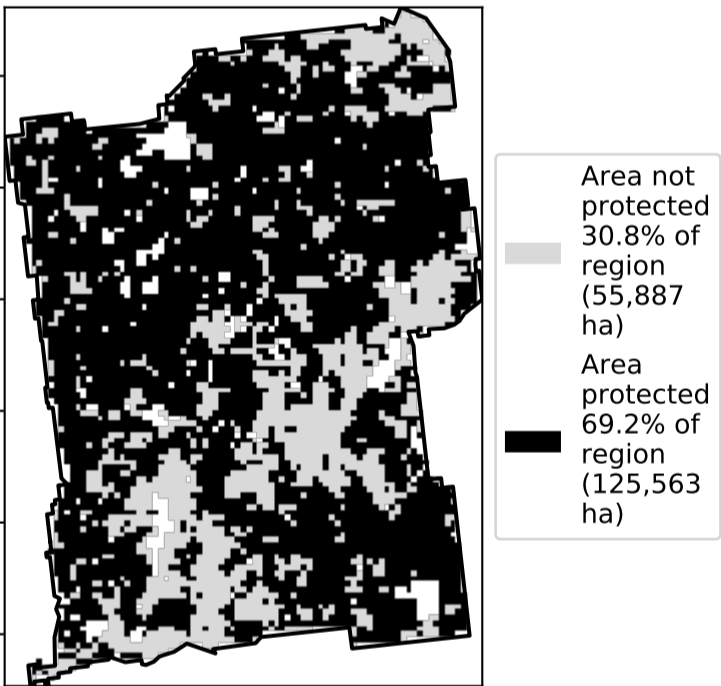 Area not
protected
30.8% of
region
(55,887
ha)
Area
protected
69.2% of
region
(125,563
ha)